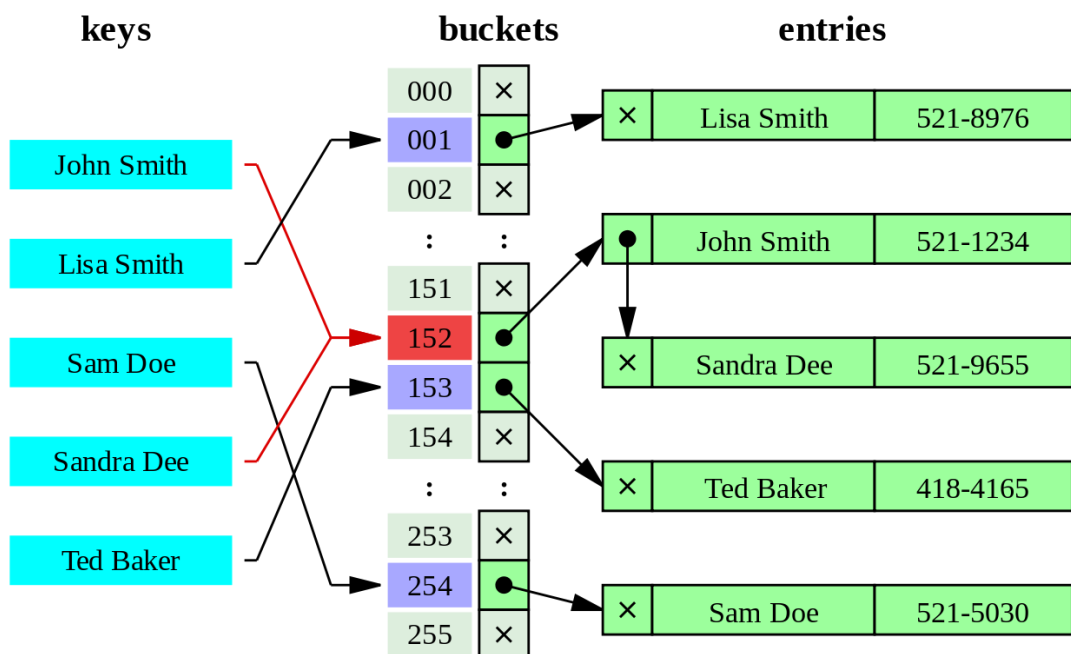 keys
buckets
entries
John Smith
Lisa Smith
Sam Doe
Sandra Dee
Ted Baker
000 ×
001
002 ×
: :
151 ×
152
153
154 ×
: :
253 ×
254
255 ×
× Lisa Smith 521-8976
John Smith 521-1234
× Sandra Dee 521-9655
× Ted Baker 418-4165
× Sam Doe 521-5030